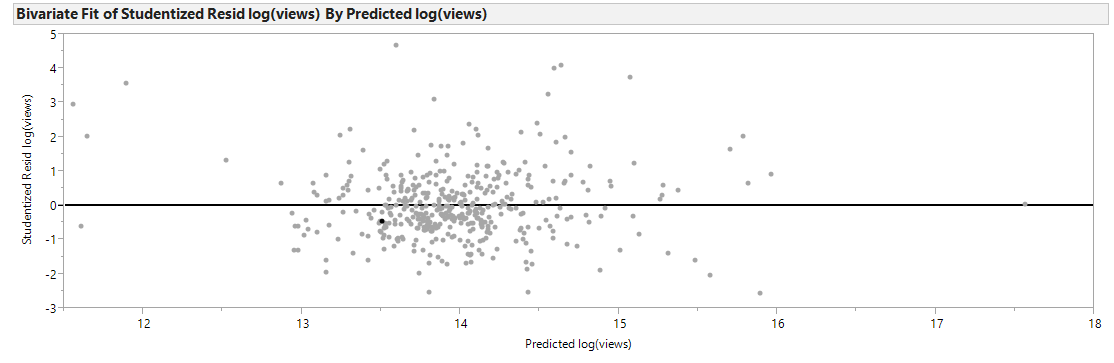 Bivariate Fit of Studentized Resid log(views) By Predicted log(views)
5
4
3
2
1
0
-1
-2
-3
Studentized Resid log(views)
12 13 14 15 16 17 18
Predicted log(views)